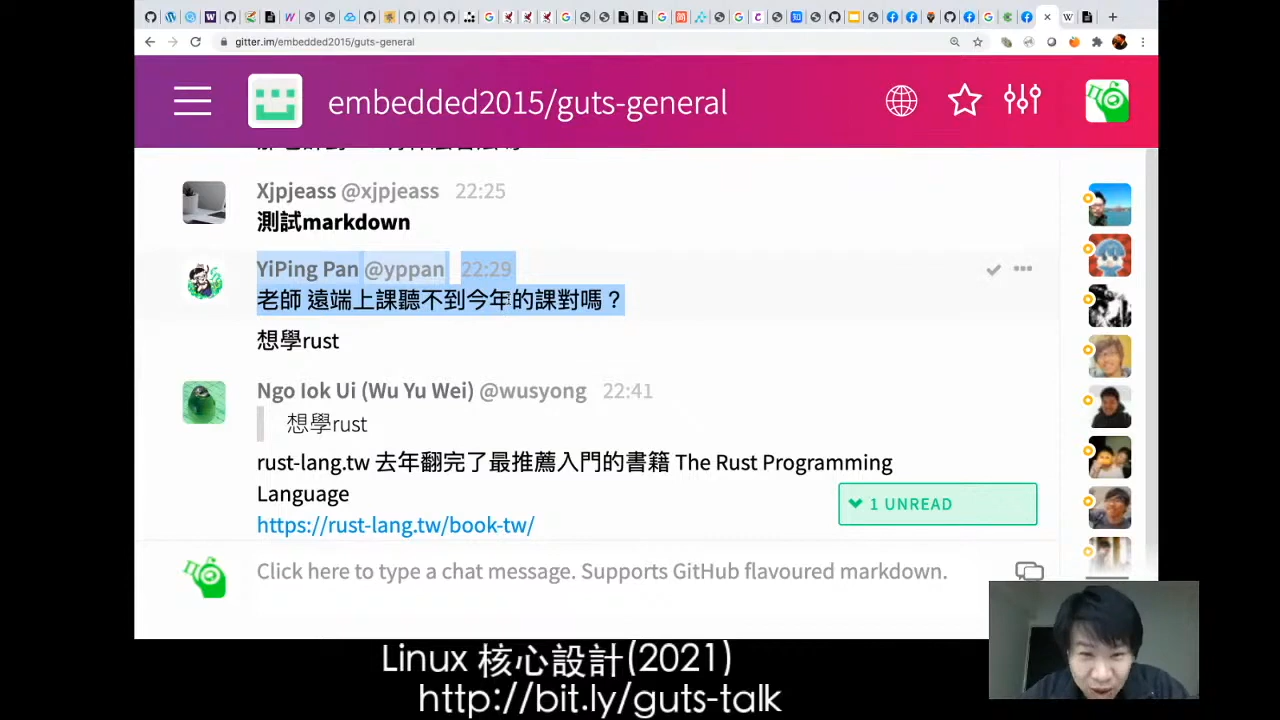 gitter.im/embedded2015/guts-general
embedded2015/guts-general
Xjpjeass @xjpjeass 22:25
測試markdown
YiPing Pan @yppan 22:29
老師 遠端上課聽不到今年的課對嗎？
想學rust
Ngo Iok Ui (Wu Yu Wei) @wusyong 22:41
想學rust
rust-lang.tw 去年翻完了最推薦入門的書籍 The Rust Programming
Language
1 UNREAD
https://rust-lang.tw/book-tw/
Click here to type a chat message. Supports GitHub flavoured markdown.
Linux 核心設計(2021)
http://bit.ly/guts-talk